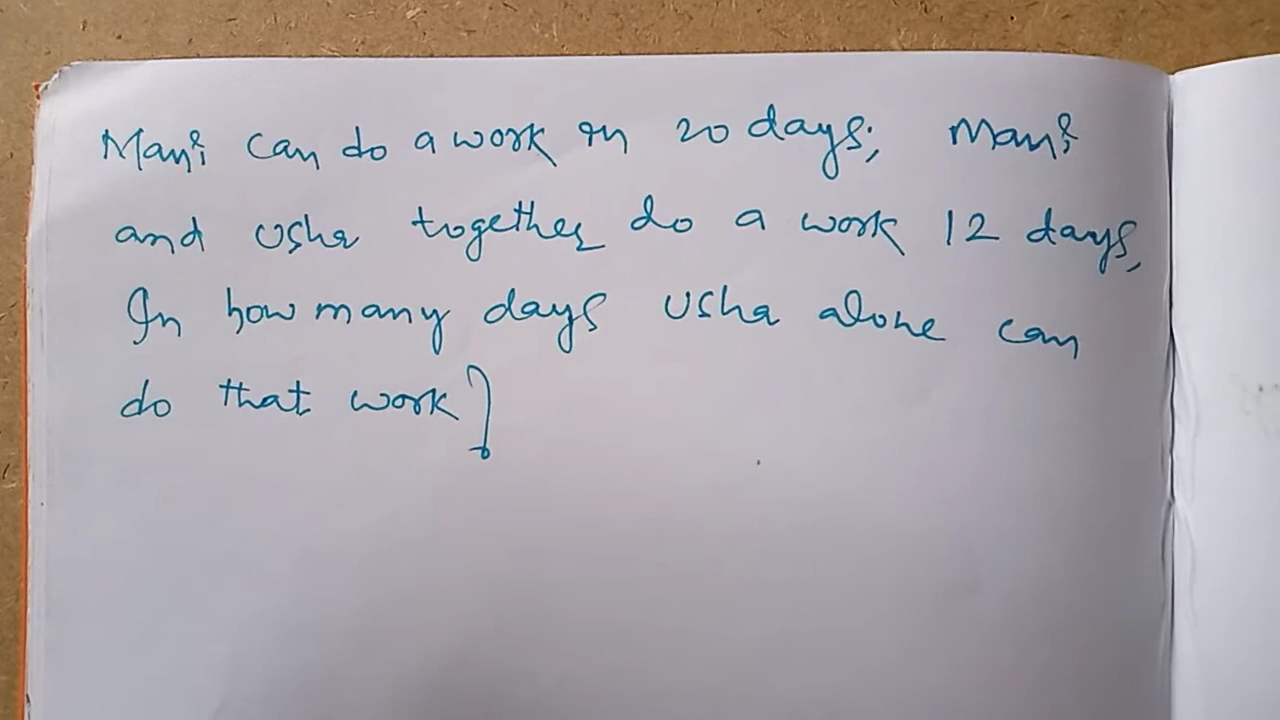 Mani can do a work in 20 days; Mani
and Usha together do a work 12 days,
In how many days Usha alone can
do that work?